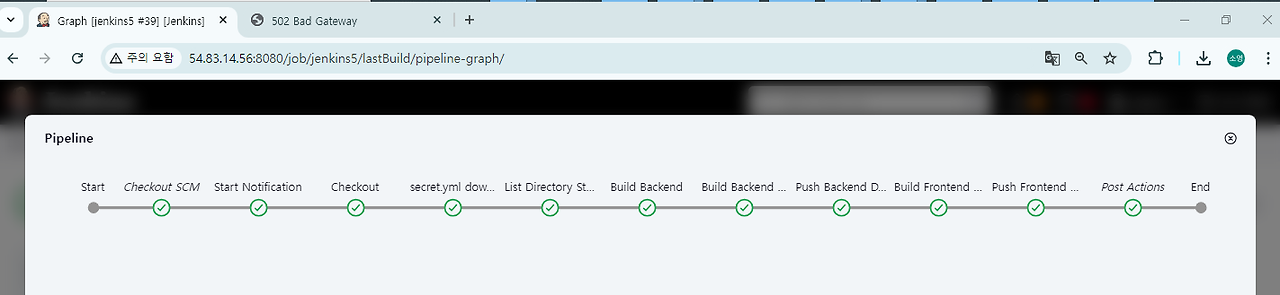 Graph [jenkins5 #39] [Jenkins]
502 Bad Gateway
주의 요함
54.83.14.56:8080/job/jenkins5/lastBuild/pipeline-graph/
소영
Pipeline
Start Checkout SCM Start Notification Checkout secret.yml dow... List Directory St... Build Backend Build Backend ... Push Backend D... Build Frontend ... Push Frontend ... Post Actions End